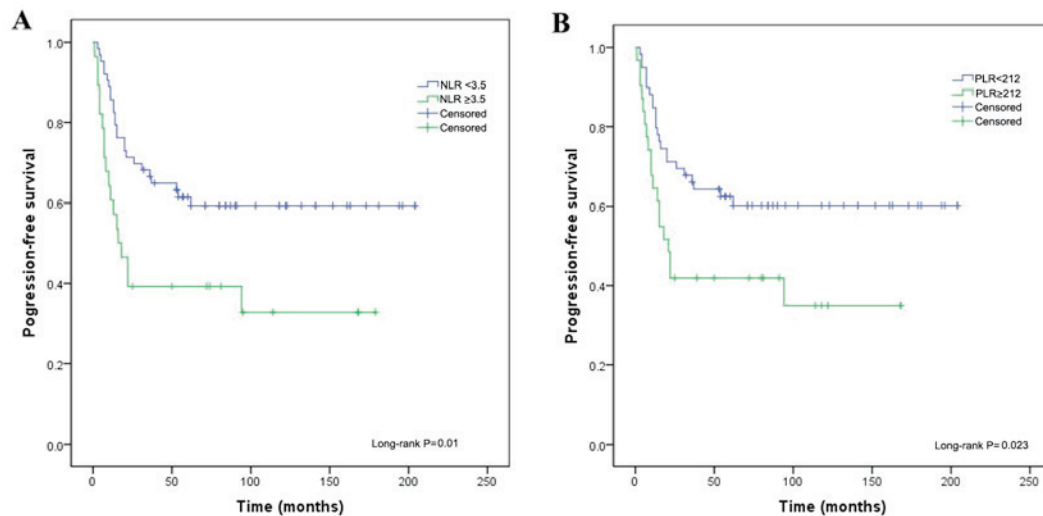 A
Pogression-free survival
1.0
0.8
0.6
0.4
0.2
0.0
NLR <3.5
NLR ≥3.5
Censored
Censored
Long-rank P=0.01
0 50 100 150 200 250
Time (months)
B
Progression-free survival
1.0
0.8
0.6
0.4
0.2
0.0
PLR<212
PLR≥212
Censored
Censored
Long-rank P=0.023
0 50 100 150 200 250
Time (months)